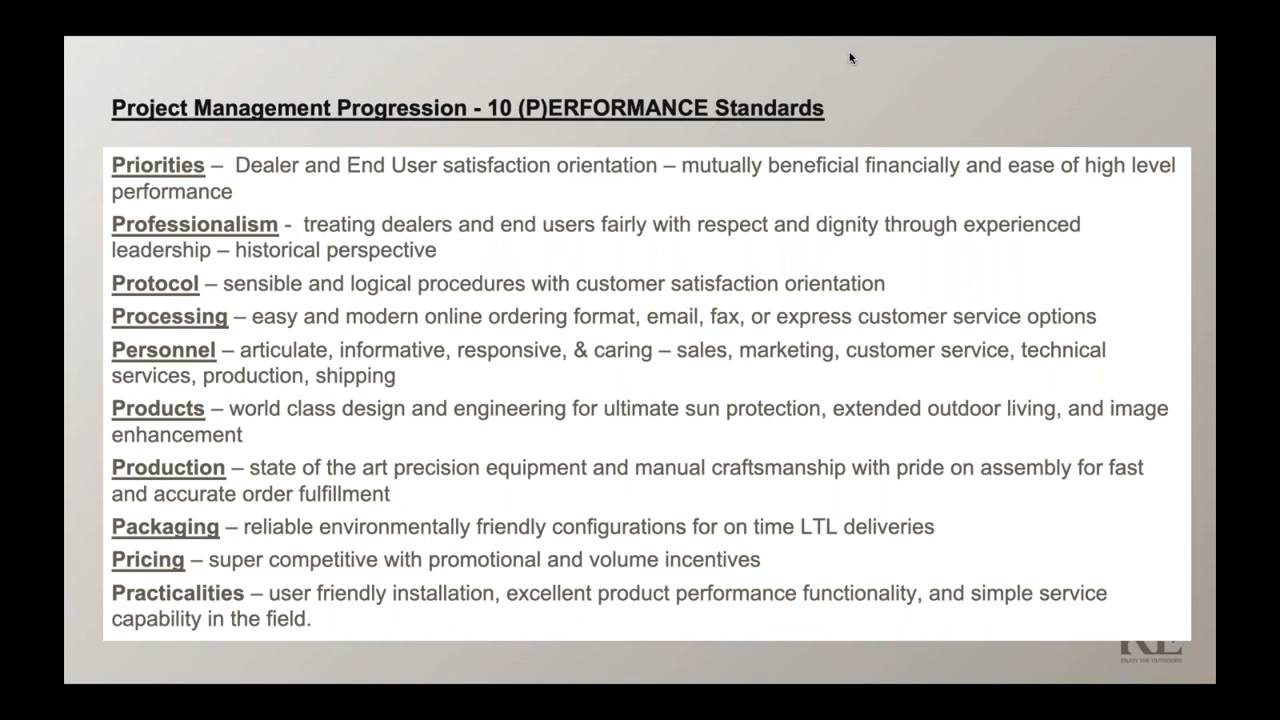 Project Management Progression - 10 (P)ERFORMANCE Standards
Priorities – Dealer and End User satisfaction orientation – mutually beneficial financially and ease of high level
performance
Professionalism - treating dealers and end users fairly with respect and dignity through experienced
leadership – historical perspective
Protocol – sensible and logical procedures with customer satisfaction orientation
Processing – easy and modern online ordering format, email, fax, or express customer service options
Personnel – articulate, informative, responsive, & caring – sales, marketing, customer service, technical
services, production, shipping
Products – world class design and engineering for ultimate sun protection, extended outdoor living, and image
enhancement
Production – state of the art precision equipment and manual craftsmanship with pride on assembly for fast
and accurate order fulfillment
Packaging – reliable environmentally friendly configurations for on time LTL deliveries
Pricing – super competitive with promotional and volume incentives
Practicalities – user friendly installation, excellent product performance functionality, and simple service
capability in the field.
ENJOY THE OUTDOORS